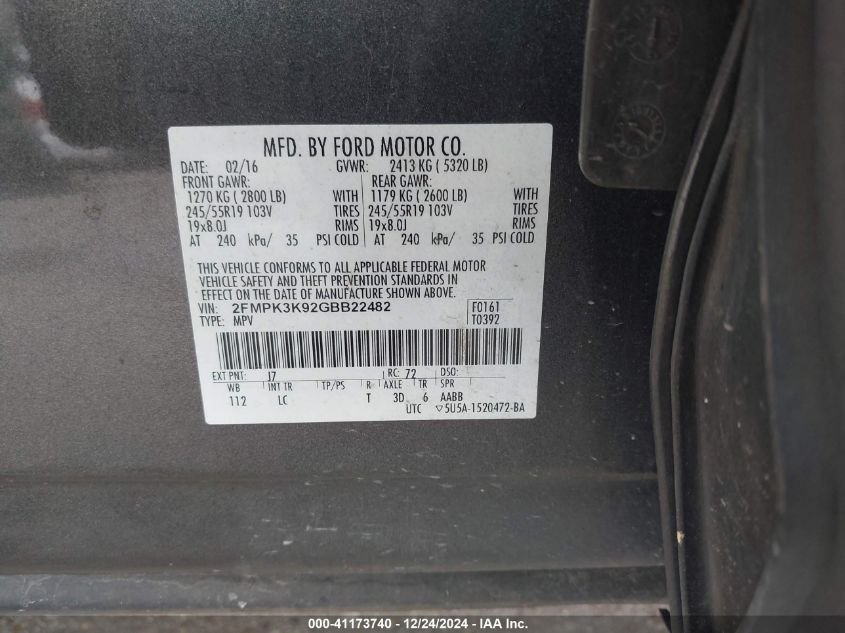 MFD. BY FORD MOTOR CO.
DATE: 02/16 GVWR: 2413 KG ( 5320 LB)
FRONT GAWR: REAR GAWR:
1270 KG ( 2800 LB) WITH 1179 KG ( 2600 LB) WITH
245/55R19 103V TIRES 245/55R19 103V TIRES
19x8.0J RIMS 19x8.0J RIMS
AT 240 kPa/ 35 PSI COLD AT 240 kPa/ 35 PSI COLD
THIS VEHICLE CONFORMS TO ALL APPLICABLE FEDERAL MOTOR
VEHICLE SAFETY AND THEFT PREVENTION STANDARDS IN
EFFECT ON THE DATE OF MANUFACTURE SHOWN ABOVE.
VIN: 2FMPK3K92GBB22482 F0161
TYPE: MPV T0392
EXT PNT: J7 RC: 72 DSO:
WB INT TR TP/PS R AXLE TR SPR
112 LC T 3D 6 AABB
UTC ▽5U5A-1520472-BA
000-41173740 - 12/24/2024 - IAA Inc.